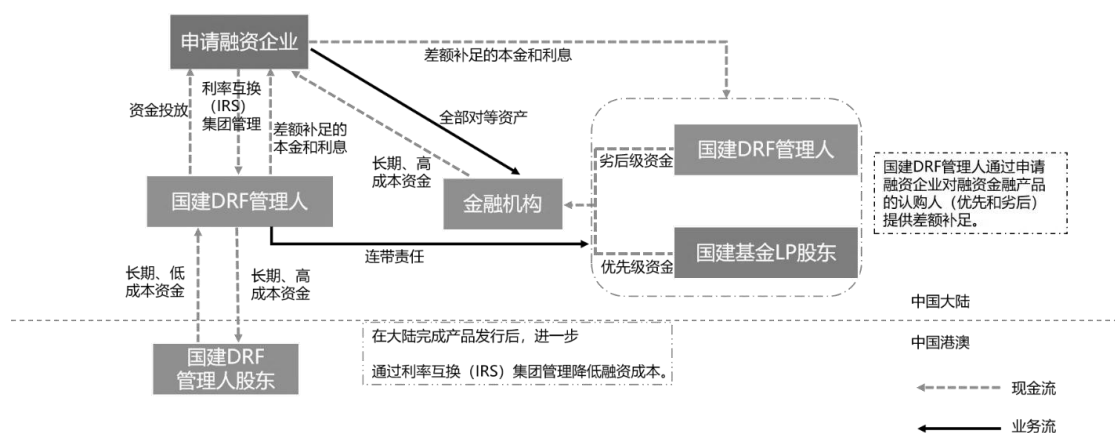 申请融资企业
差额补足的本金和利息
资金投放
利率互换
（IRS）
集团管理
差额补足的
本金和利息
全部对等资产
长期、高
成本资金
劣后级资金
国建DRF管理人
国建DRF管理人
金融机构
国建DRF管理人通过申请
融资企业对融资金融产品
的认购人（优先和劣后）
提供差额补足。
连带责任
优先级资金
国建基金LP股东
长期、低
成本资金
长期、高
成本资金
中国大陆
中国港澳
国建DRF
管理人股东
在大陆完成产品发行后，进一步
通过利率互换（IRS）集团管理降低融资成本。
现金流
业务流